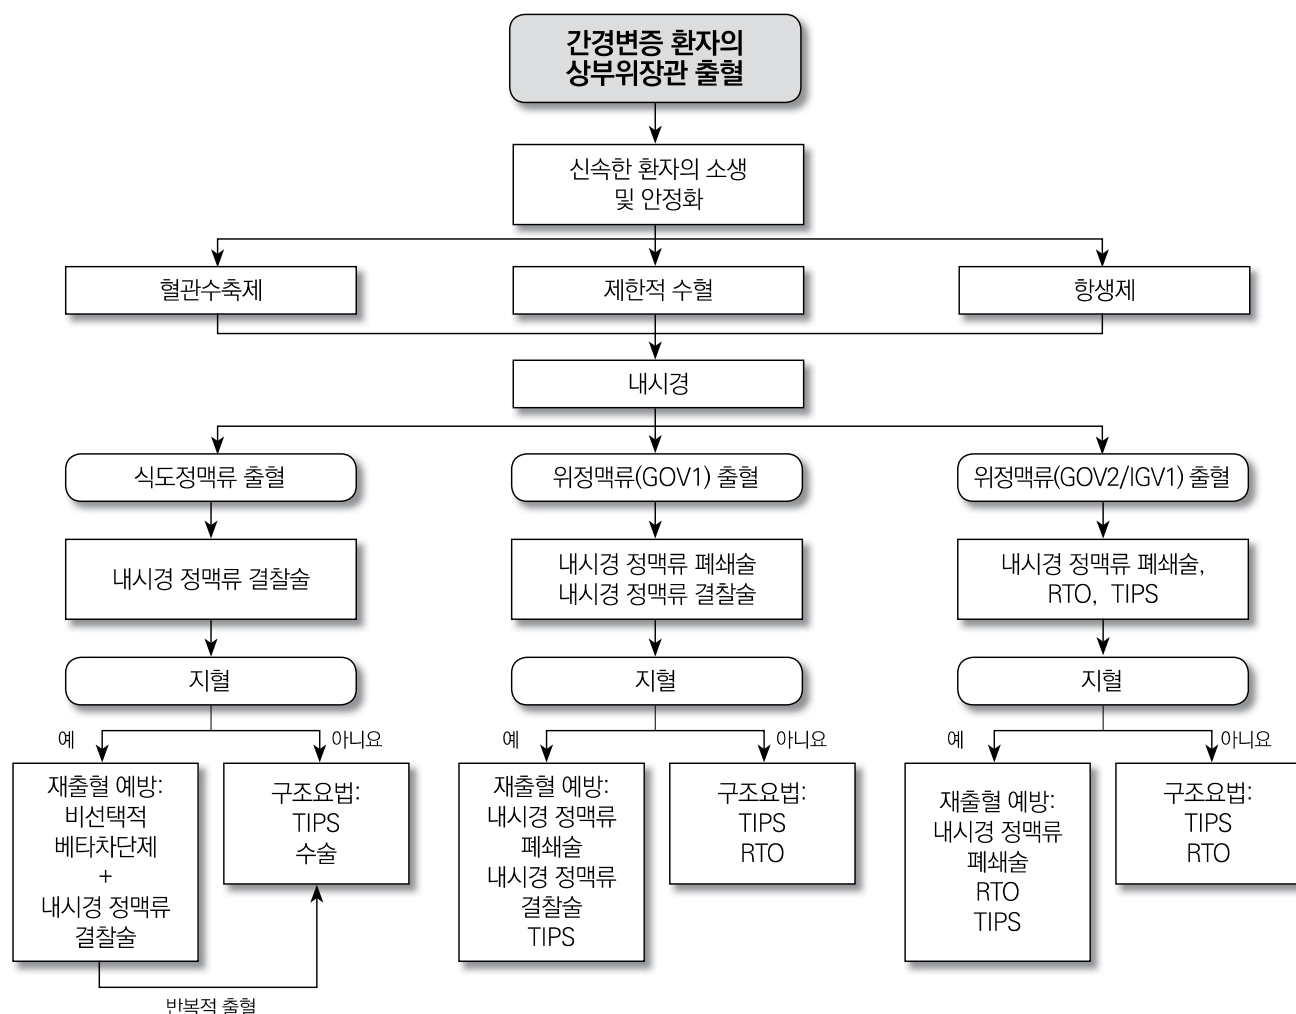 간경변증 환자의
상부위장관 출혈
신속한 환자의 소생
및 안정화
혈관수축제
제한적 수혈
항생제
내시경
식도정맥류 출혈
위정맥류(GOV1) 출혈
위정맥류(GOV2/IGV1) 출혈
내시경 정맥류 결찰술
내시경 정맥류 폐쇄술
내시경 정맥류 결찰술
내시경 정맥류 폐쇄술,
RTO, TIPS
지혈
지혈
지혈
예
아니요
예
아니요
예
아니요
재출혈 예방:
비선택적
베타차단제
+
내시경 정맥류
결찰술
구조요법:
TIPS
수술
재출혈 예방:
내시경 정맥류
폐쇄술
내시경 정맥류
결찰술
TIPS
구조요법:
TIPS
RTO
재출혈 예방:
내시경 정맥류
폐쇄술
RTO
TIPS
구조요법:
TIPS
RTO
반복적 출혈